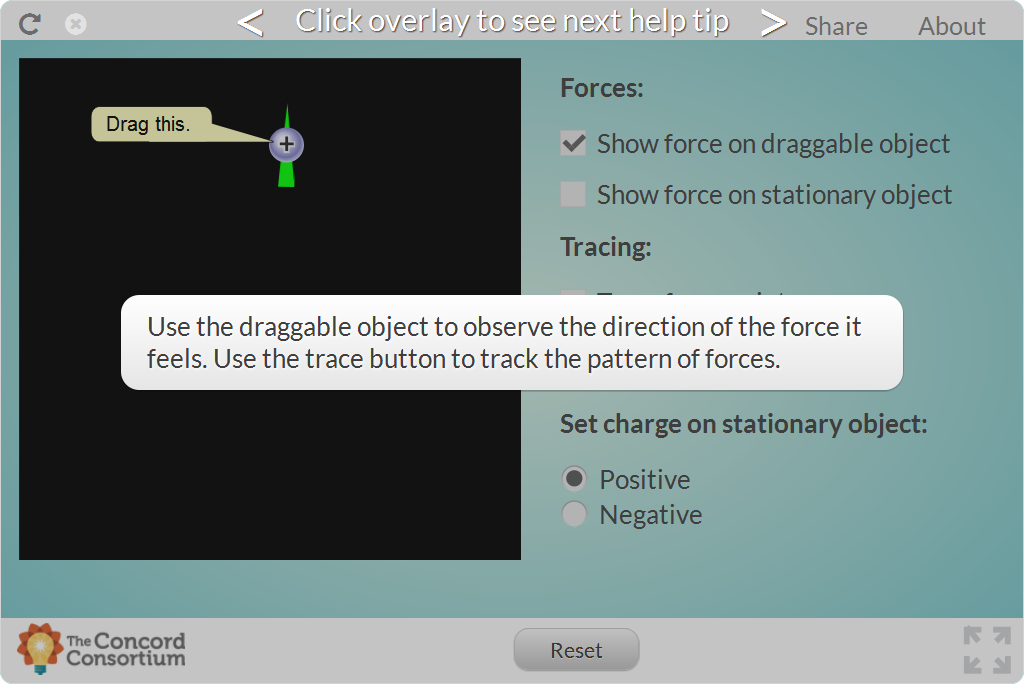 Click overlay to see next help tip
Share
About
Drag this.
+
Forces:
Show force on draggable object
Show force on stationary object
Tracing:
Use the draggable object to observe the direction of the force it
feels. Use the trace button to track the pattern of forces.
Set charge on stationary object:
Positive
Negative
The Concord
Consortium
Reset